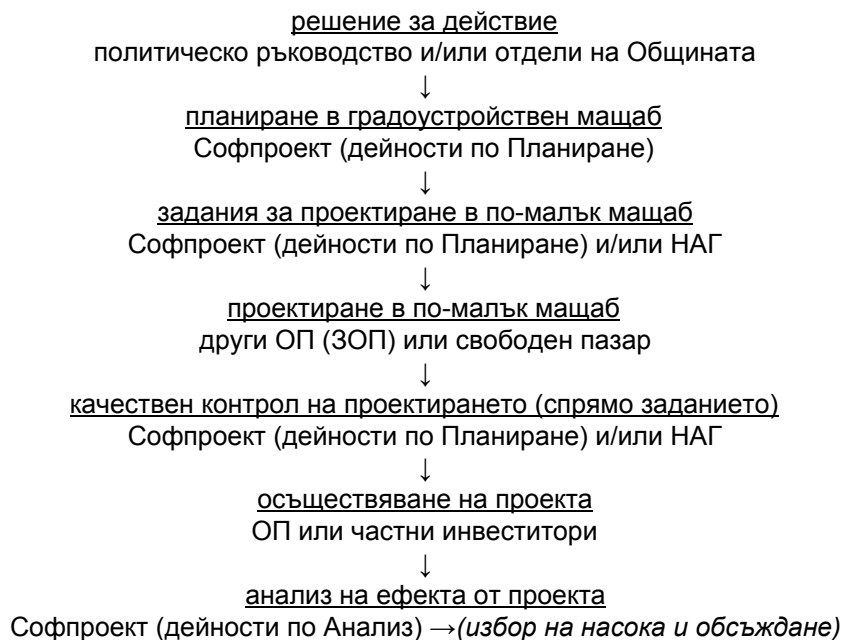 решение за действие
политическо ръководство и/или отдели на Общината
↓
планиране в градоустройствен мащаб
Софпроект (дейности по Планиране)
↓
задания за проектиране в по-малък мащаб
Софпроект (дейности по Планиране) и/или НАГ
↓
проектиране в по-малък мащаб
други ОП (ЗОП) или свободен пазар
↓
качествен контрол на проектирането (спрямо заданието)
Софпроект (дейности по Планиране) и/или НАГ
↓
осъществяване на проекта
ОП или частни инвеститори
↓
анализ на ефекта от проекта
Софпроект (дейности по Анализ) →(избор на насока и обсъждане)